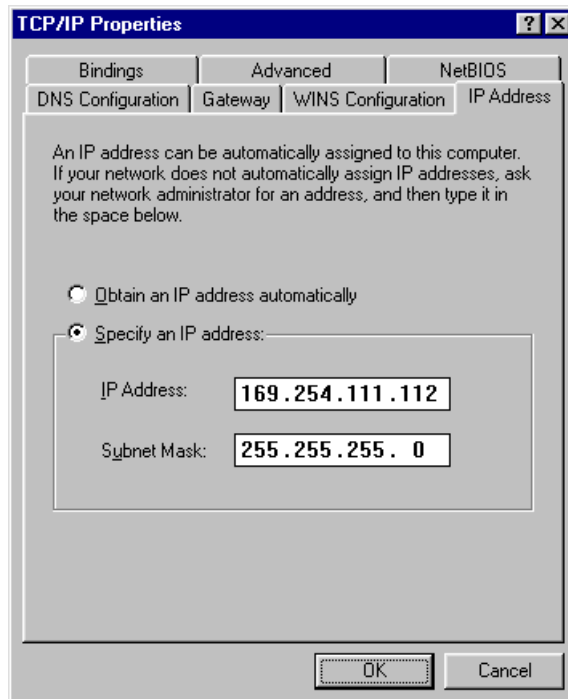 TCP/IP Properties
? ×
Bindings Advanced NetBIOS
DNS Configuration Gateway WINS Configuration IP Address
An IP address can be automatically assigned to this computer.
If your network does not automatically assign IP addresses, ask
your network administrator for an address, and then type it in
the space below.
Obtain an IP address automatically
Specify an IP address:
IP Address: 169.254.111.112
Subnet Mask: 255.255.255. 0
OK Cancel